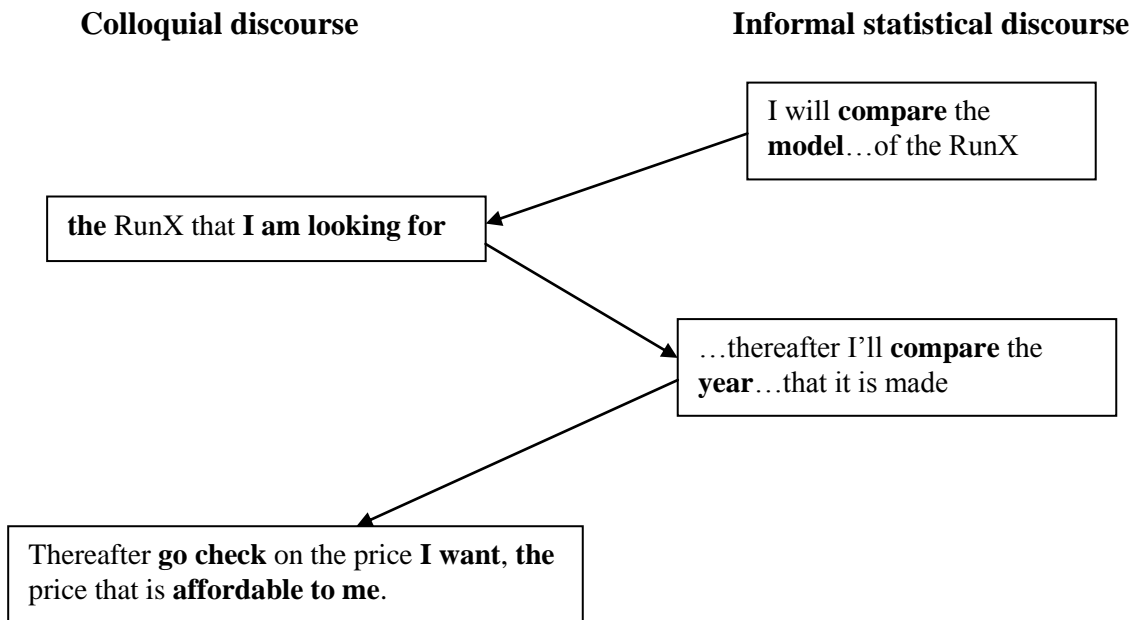 Colloquial discourse
Informal statistical discourse
I will compare the
model…of the RunX
the RunX that I am looking for
…thereafter I’ll compare the
year…that it is made
Thereafter go check on the price I want, the
price that is affordable to me.